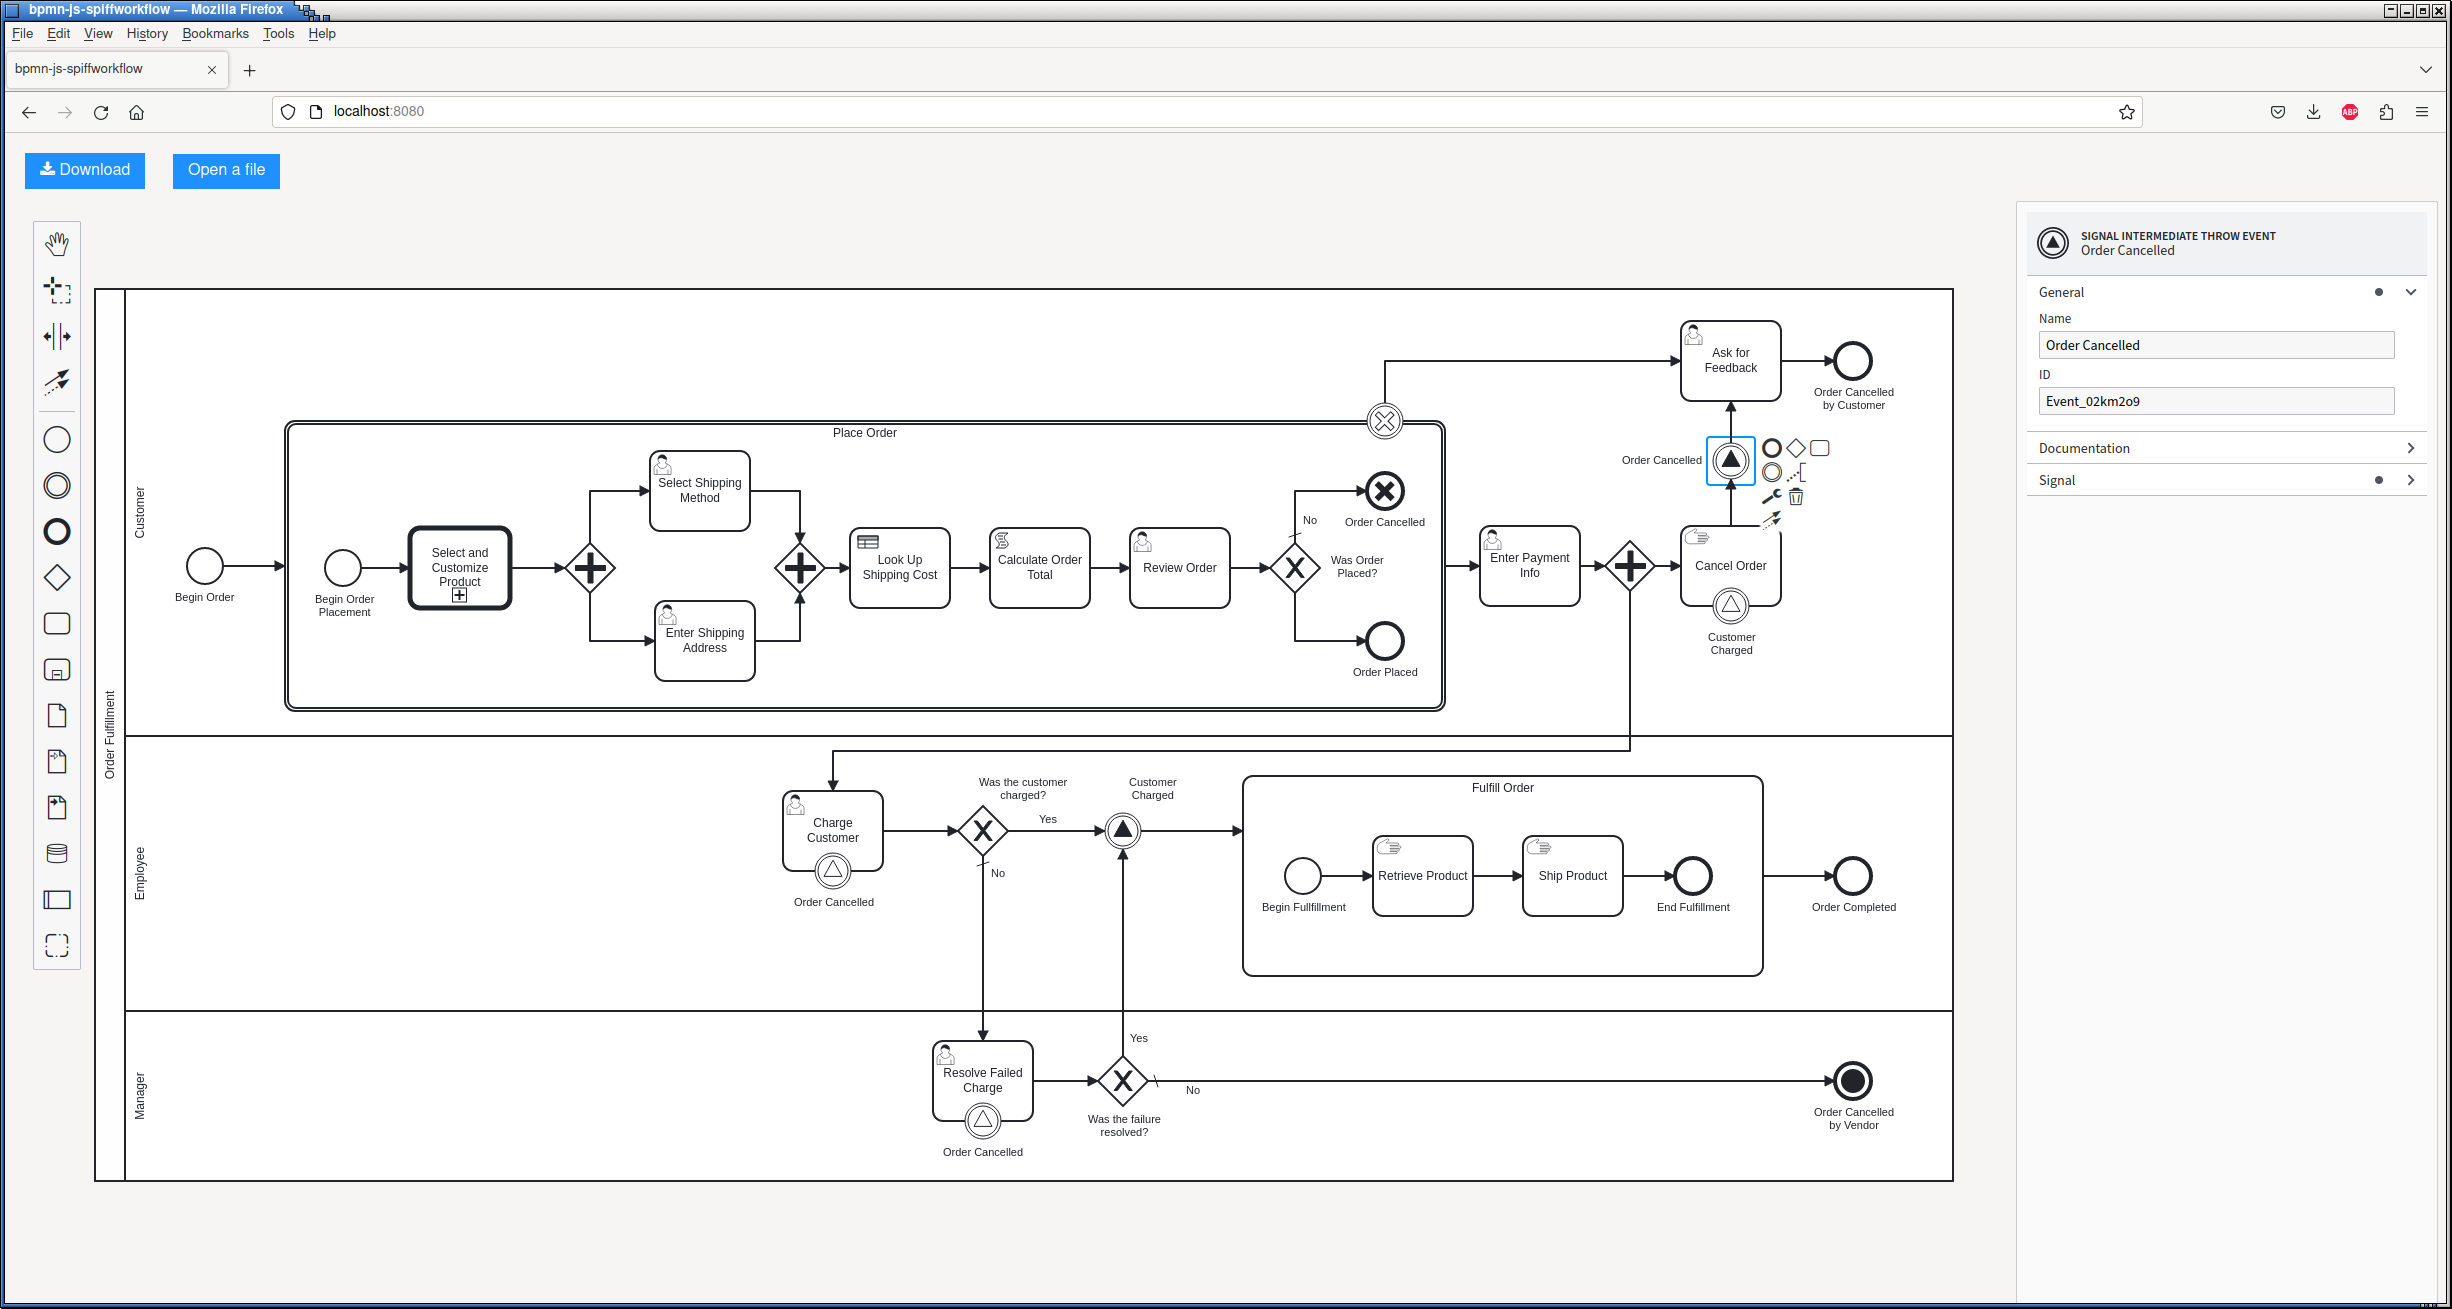 bpmn-js-spiffworkflow — Mozilla Firefox
File Edit View History Bookmarks Tools Help
bpmn-js-spiffworkflow
localhost:8080
ABP
Download
Open a file
SIGNAL INTERMEDIATE THROW EVENT
Order Cancelled
General
Name
Order Cancelled
ID
Event_02km2o9
Documentation
Signal
Order Fulfillment
Customer
Begin Order
Place Order
Begin Order
Placement
Select and
Customize
Product
Select Shipping
Method
Enter Shipping
Address
Look Up
Shipping Cost
Calculate Order
Total
Review Order
Was Order
Placed?
No
Order Cancelled
Order Placed
Enter Payment
Info
Cancel Order
Customer
Charged
Order Cancelled
Ask for
Feedback
Order Cancelled
by Customer
Employee
Charge
Customer
Order Cancelled
Was the customer
charged?
Yes
No
Customer
Charged
Fulfill Order
Begin Fullfillment
Retrieve Product
Ship Product
End Fulfillment
Order Completed
Manager
Resolve Failed
Charge
Order Cancelled
Was the failure
resolved?
Yes
No
Order Cancelled
by Vendor